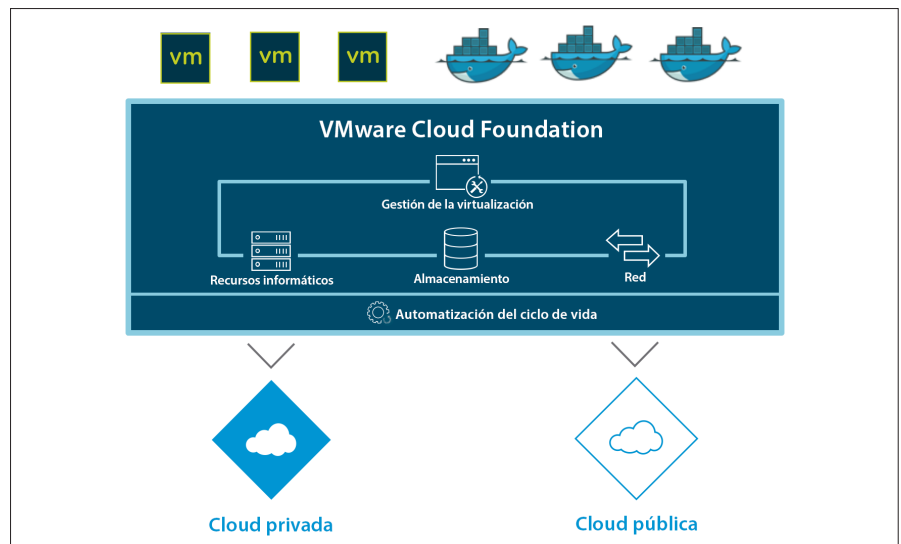 vm vm vm
VMware Cloud Foundation
Gestión de la virtualización
Recursos informáticos
Almacenamiento
Red
Automatización del ciclo de vida
Cloud privada
Cloud pública